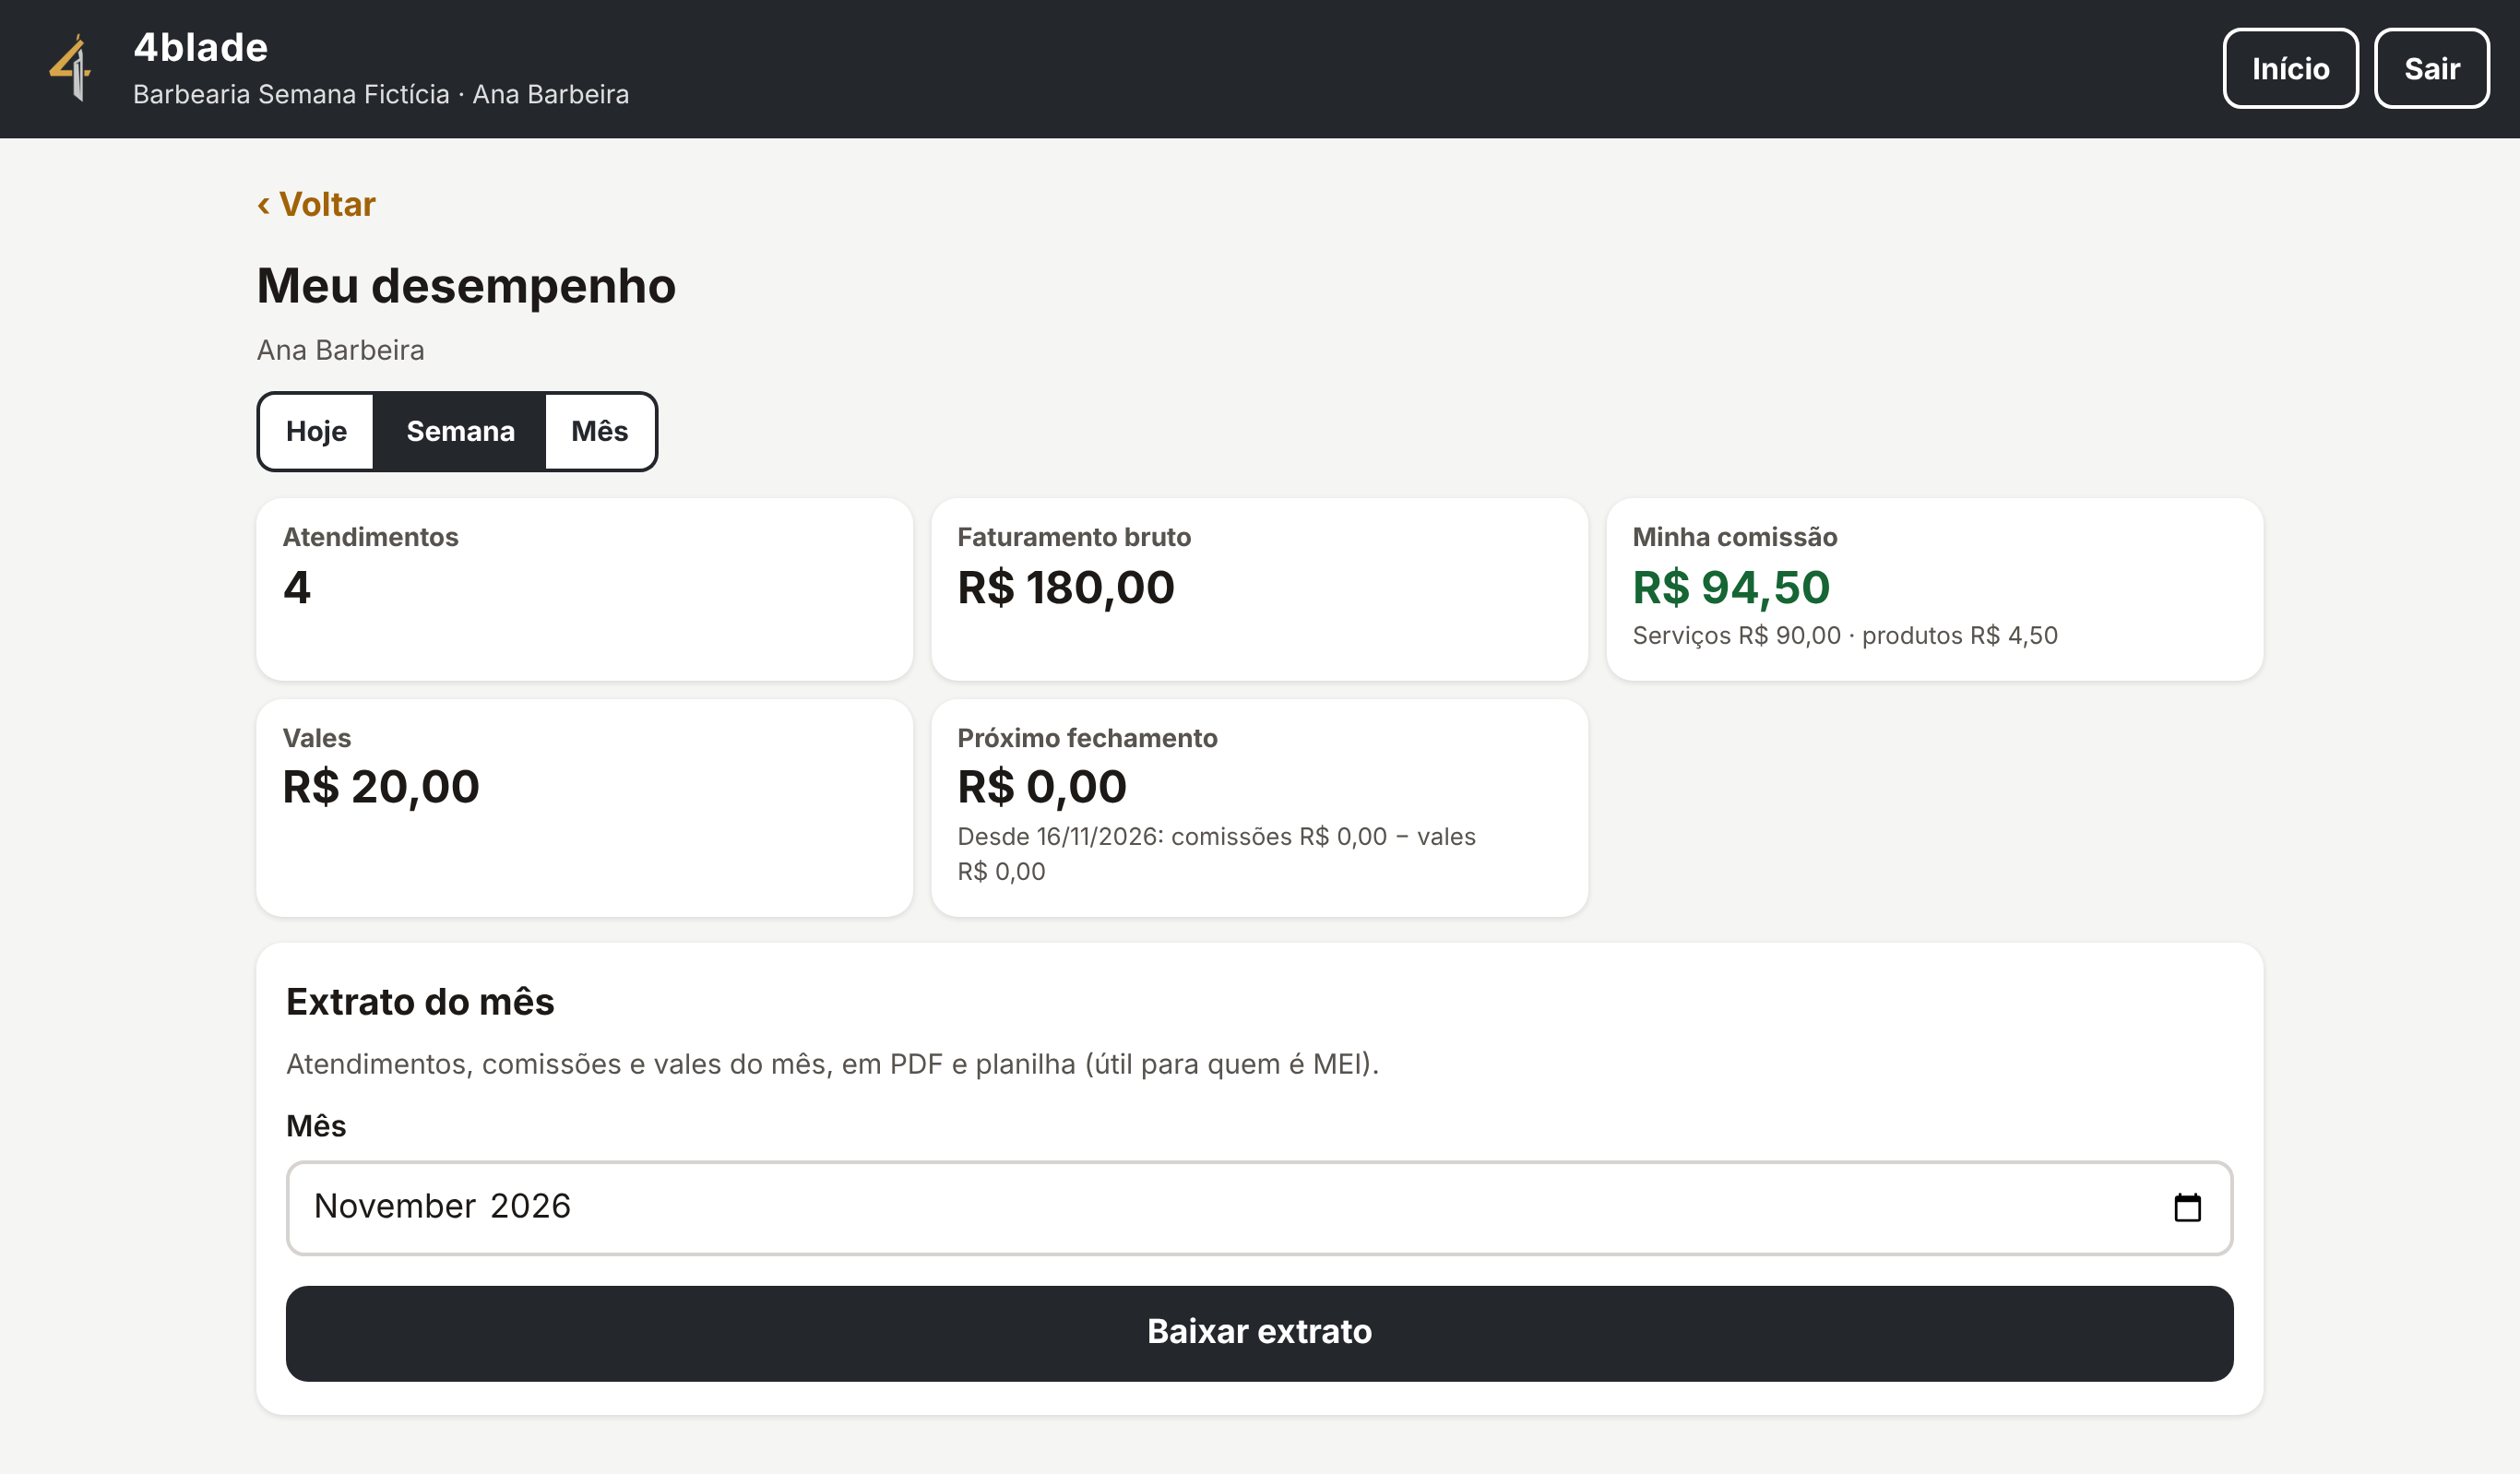 4blade
Barbearia Semana Fictícia · Ana Barbeira
Início
Sair
‹ Voltar
Meu desempenho
Ana Barbeira
Hoje
Semana
Mês
Atendimentos
4
Faturamento bruto
R$ 180,00
Minha comissão
R$ 94,50
Serviços R$ 90,00 · produtos R$ 4,50
Vales
R$ 20,00
Próximo fechamento
R$ 0,00
Desde 16/11/2026: comissões R$ 0,00 − vales
R$ 0,00
Extrato do mês
Atendimentos, comissões e vales do mês, em PDF e planilha (útil para quem é MEI).
Mês
November 2026
Baixar extrato